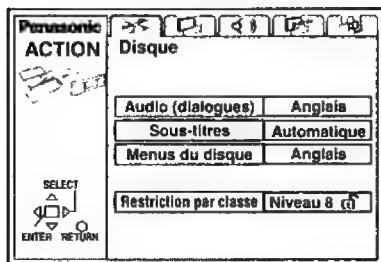 Panasonic
ACTION
Disque
Audio (dialogues) Anglais
Sous-titres Automatique
Menus du disque Anglais
Restriction par classe Niveau 8
SELECT
ENTER RETURN